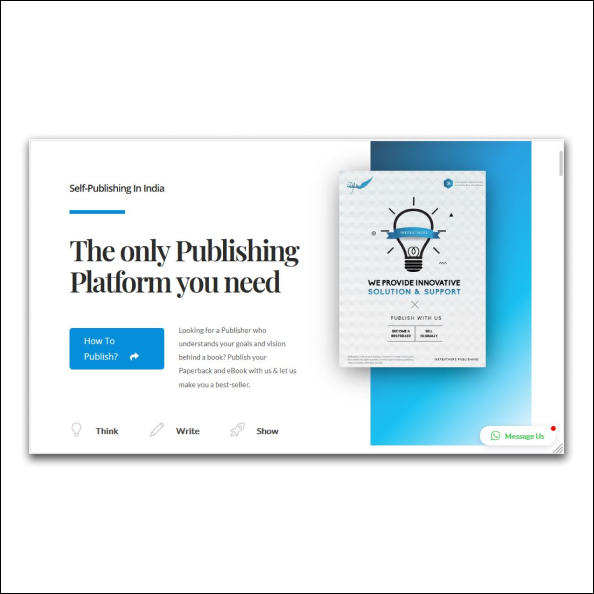 Self-Publishing In India
The only Publishing
Platform you need
How To
Publish?
Looking for a Publisher who
understands your goals and vision
behind a book? Publish your
Paperback and eBook with us & let us
make you a best-seller.
Think
Write
Show
WE PROVIDE INNOVATIVE
SOLUTION & SUPPORT
PUBLISH WITH US
BECOME A
BESTSELLER
SELL
GLOBALLY
Message Us